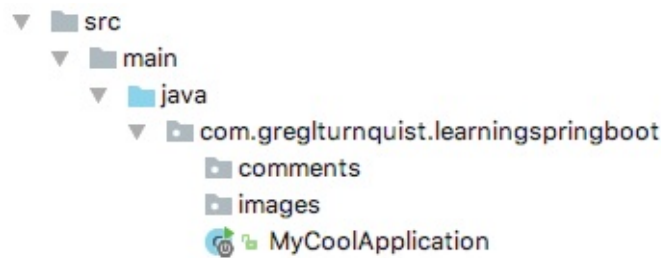 src
main
java
com.greglturnquist.learningspringboot
comments
images
MyCoolApplication